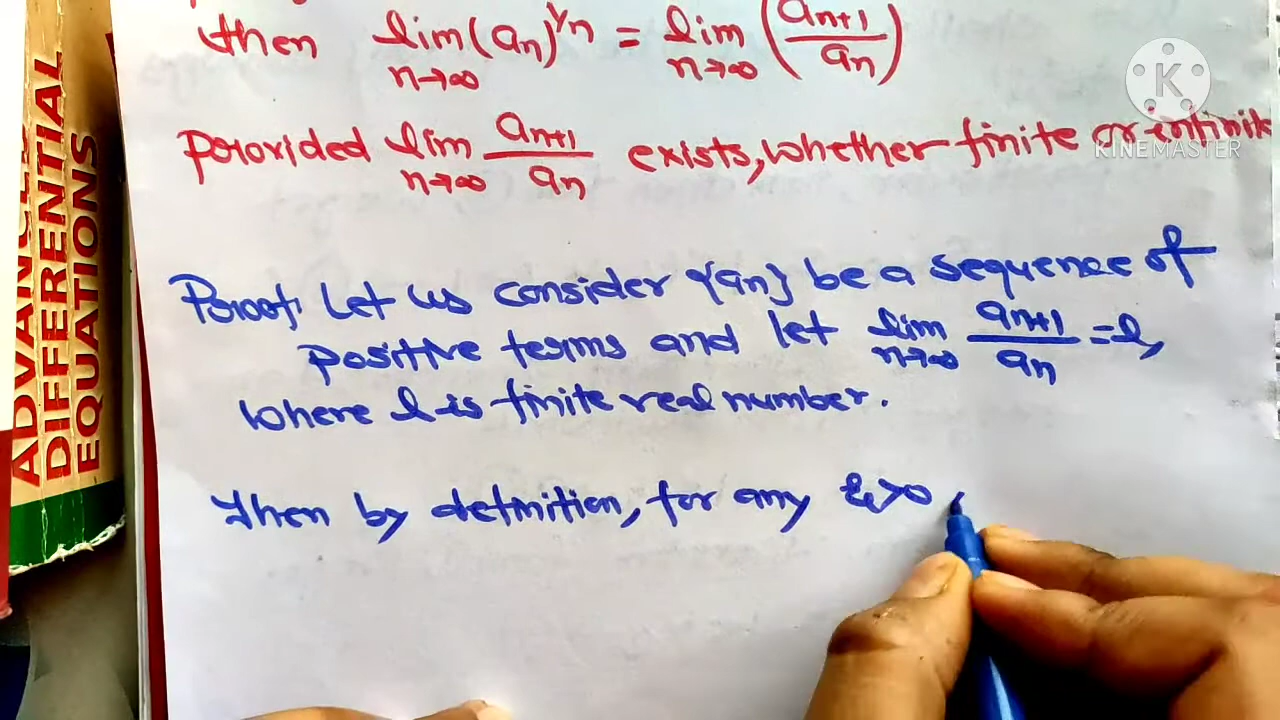 then lim n→∞ (an)^1/n = lim n→∞ (an+1/an)
Provided lim n→∞ an+1/an exists, whether finite or infinite
K
KINEMASTER
Proof: Let us consider {an} be a sequence of
positive terms and let lim n→∞ an+1/an = l,
where l is finite real number.
Then by definition, for any ε>0
DIFFERENTIAL
EQUATIONS